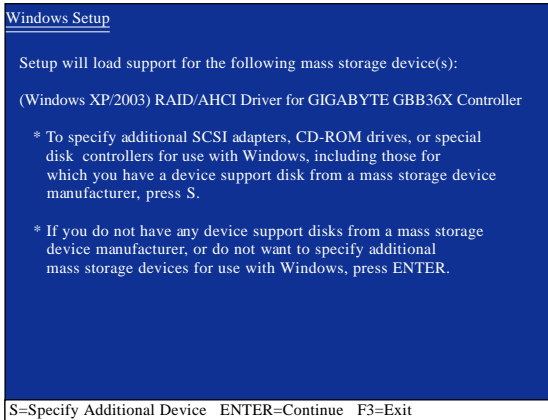 Windows Setup
Setup will load support for the following mass storage device(s):
(Windows XP/2003) RAID/AHCI Driver for GIGABYTE GBB36X Controller
* To specify additional SCSI adapters, CD-ROM drives, or special
disk controllers for use with Windows, including those for
which you have a device support disk from a mass storage device
manufacturer, press S.
* If you do not have any device support disks from a mass storage
device manufacturer, or do not want to specify additional
mass storage devices for use with Windows, press ENTER.
S=Specify Additional Device ENTER=Continue F3=Exit